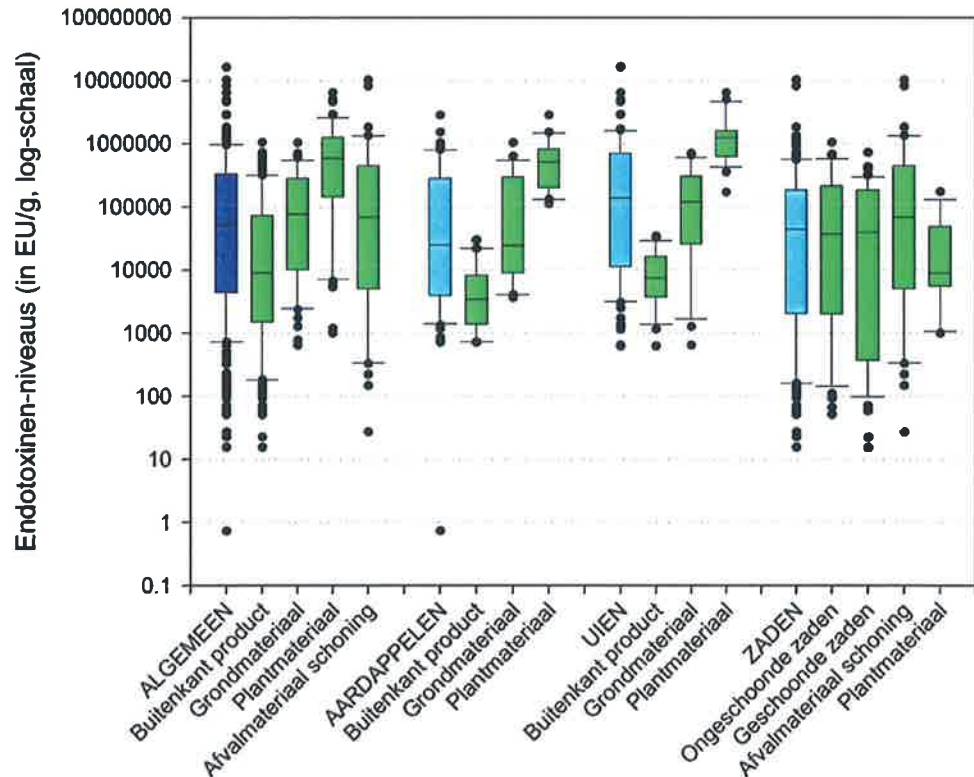 Endotoxinen-niveaus (in EU/g, log-schaal)
100000000
10000000
1000000
100000
10000
1000
100
10
1
0.1
ALGEMEEN
Buitenkant product
Grondmateriaal
Plantmateriaal
Afvalmateriaal schoning
AARDAPPELEN
Buitenkant product
Grondmateriaal
Plantmateriaal
UIEN
Buitenkant product
Grondmateriaal
Plantmateriaal
ZADEN
Ongeschoonde zaden
Geschoonde zaden
Afvalmateriaal schoning
Plantmateriaal